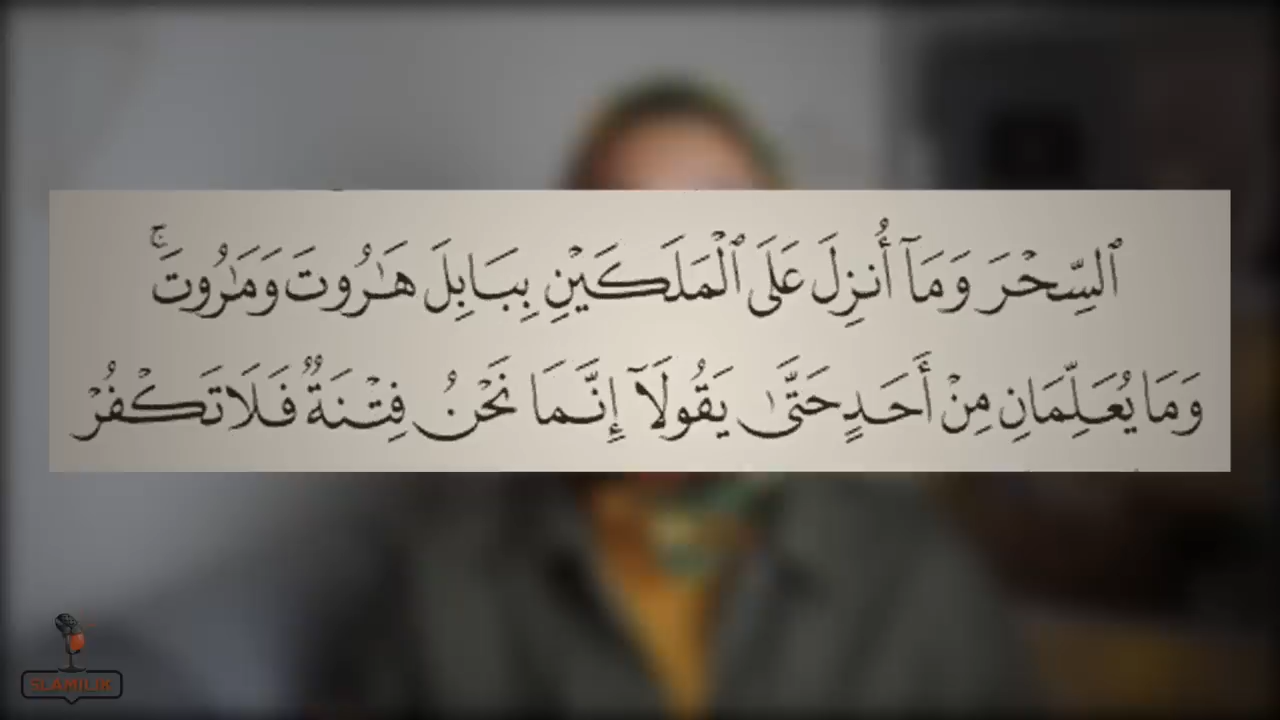 ٱلسِّحْرَ وَمَآ أُنزِلَ عَلَى ٱلْمَلَكَيْنِ بِبَابِلَ هَٰرُوتَ وَمَٰرُوتَ ۚ
وَمَا يُعَلِّمَانِ مِنْ أَحَدٍ حَتَّىٰ يَقُولَآ إِنَّمَا نَحْنُ فِتْنَةٌ فَلَا تَكْفُرْ
SLAMILIK